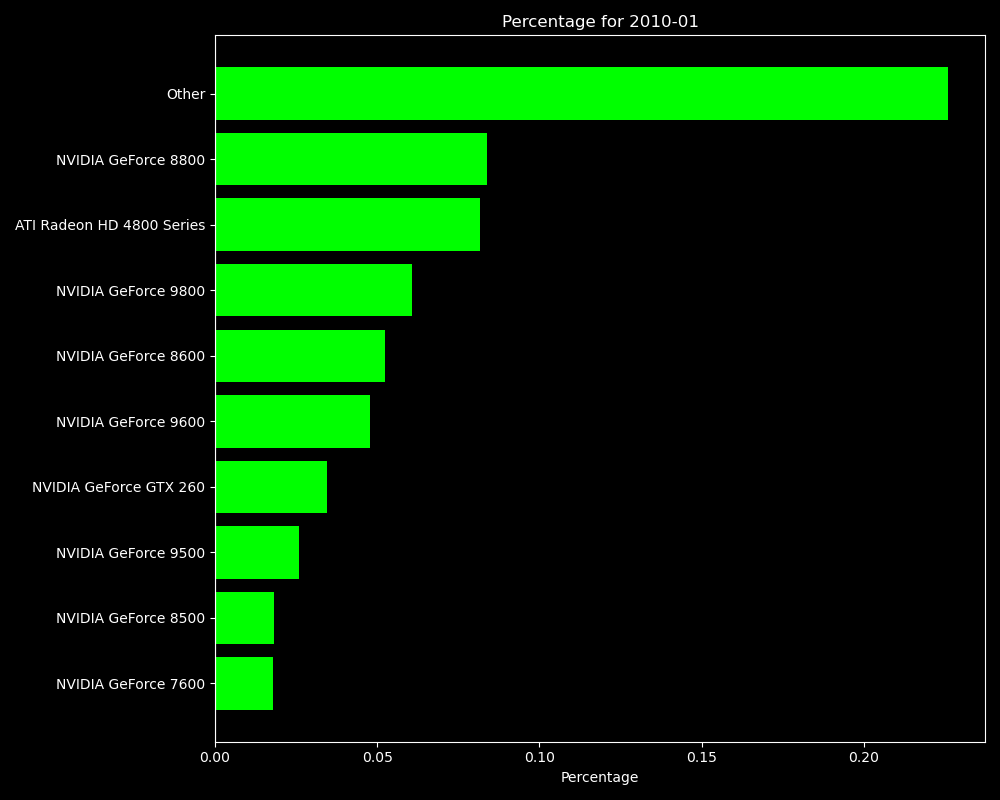 Percentage for 2010-01
Other
NVIDIA GeForce 8800
ATI Radeon HD 4800 Series
NVIDIA GeForce 9800
NVIDIA GeForce 8600
NVIDIA GeForce 9600
NVIDIA GeForce GTX 260
NVIDIA GeForce 9500
NVIDIA GeForce 8500
NVIDIA GeForce 7600
0.00 0.05 0.10 0.15 0.20
Percentage